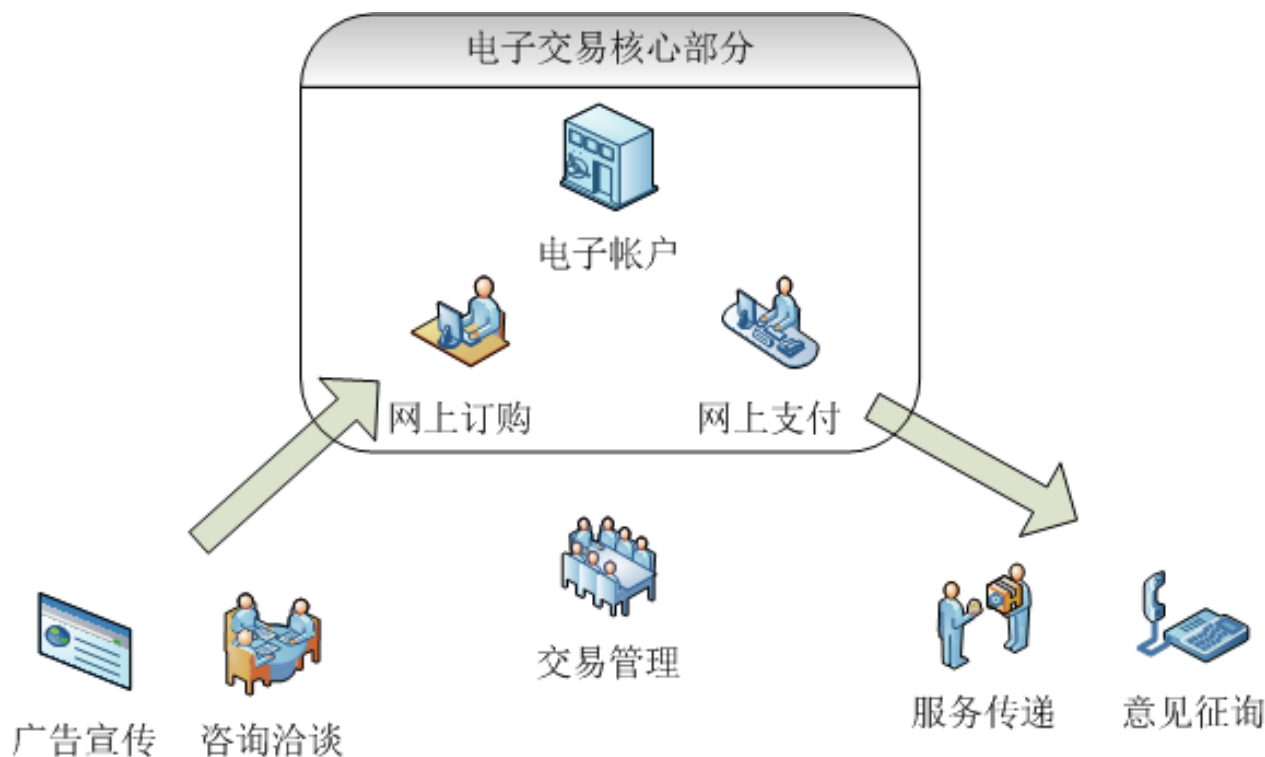 电子交易核心部分
电子帐户
网上订购
网上支付
交易管理
广告宣传
咨询洽谈
服务传递
意见征询